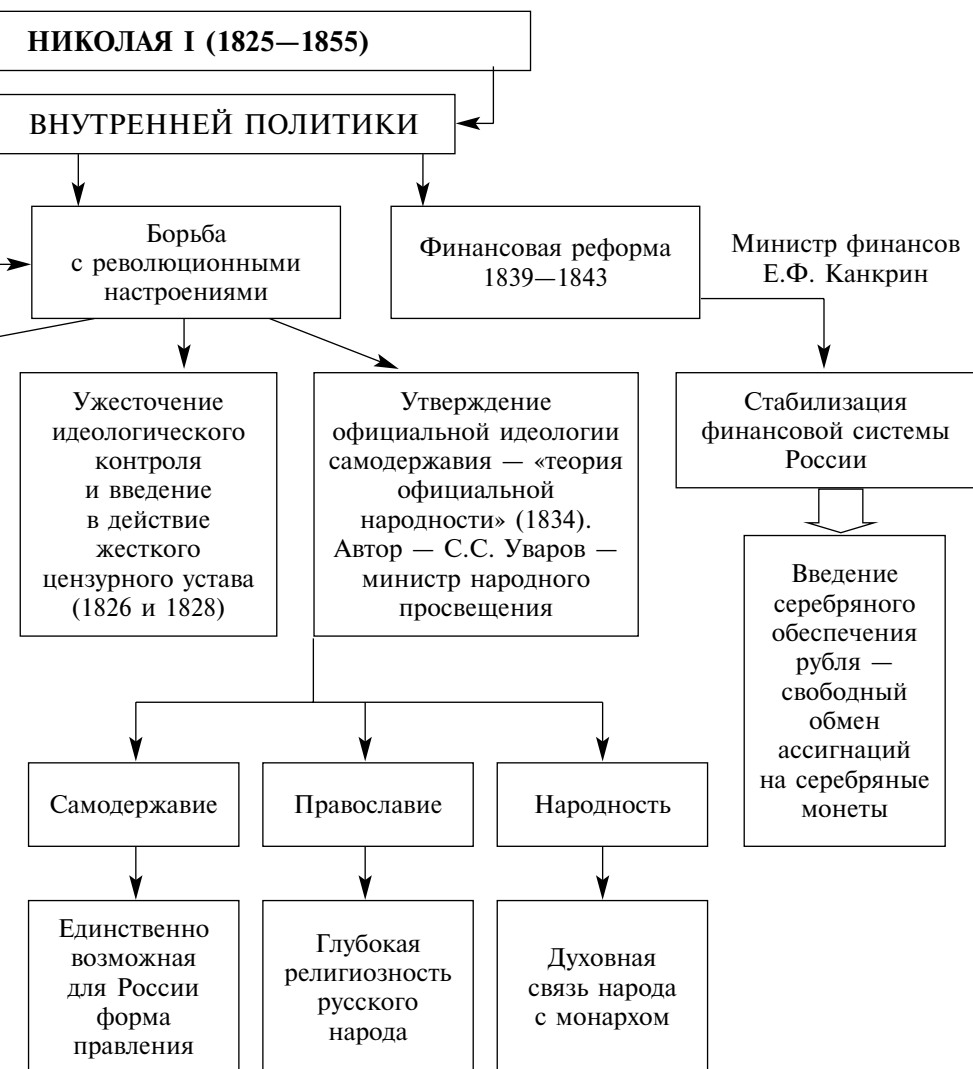 НИКОЛАЯ I (1825—1855)
ВНУТРЕННЕЙ ПОЛИТИКИ
Борьба
с революционными
настроениями
Финансовая реформа
1839—1843
Министр финансов
Е.Ф. Канкрин
Ужесточение
идеологического
контроля
и введение
в действие
жесткого
цензурного устава
(1826 и 1828)
Утверждение
официальной идеологии
самодержавия — «теория
официальной
народности» (1834).
Автор — С.С. Уваров —
министр народного
просвещения
Стабилизация
финансовой системы
России
Введение
серебряного
обеспечения
рубля —
свободный
обмен
ассигнаций
на серебряные
монеты
Самодержавие
Православие
Народность
Единственно
возможная
для России
форма
правления
Глубокая
религиозность
русского
народа
Духовная
связь народа
с монархом